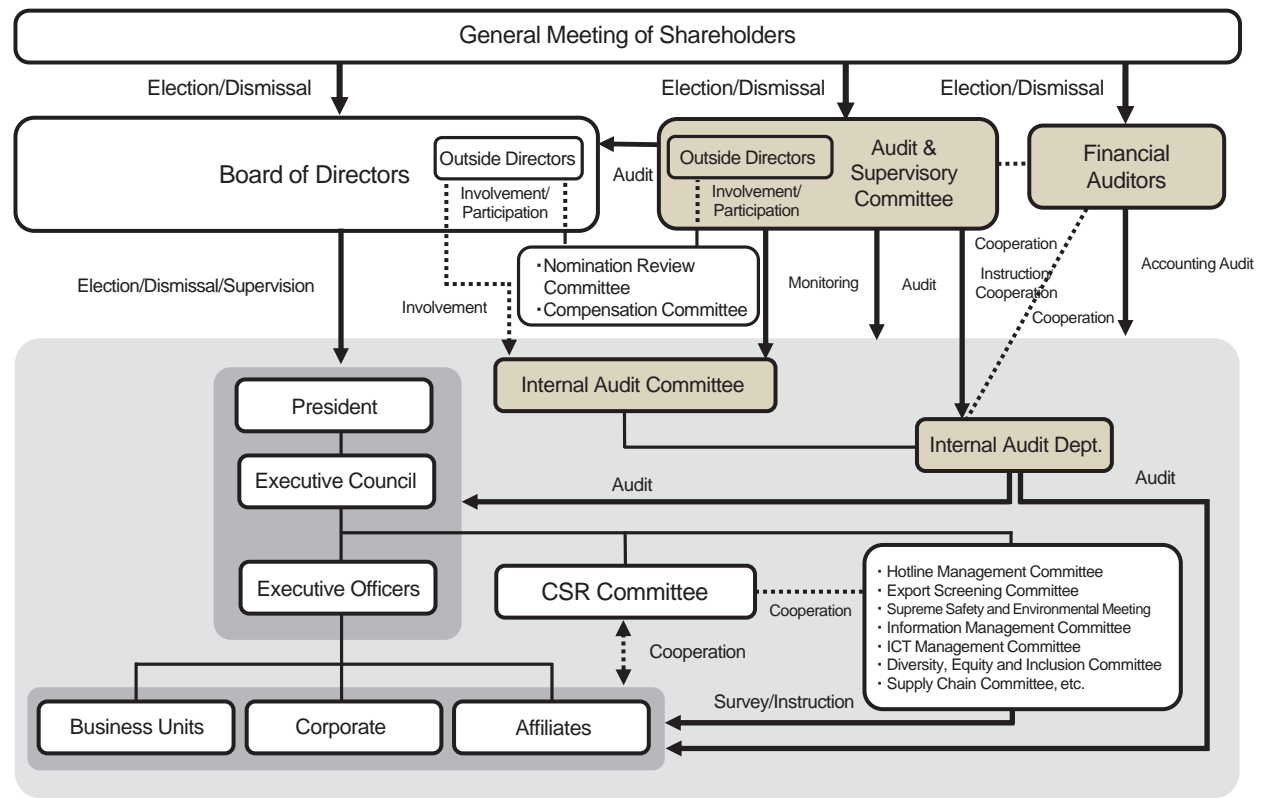 General Meeting of Shareholders
Election/Dismissal
Election/Dismissal
Election/Dismissal
Board of Directors
Outside Directors
Involvement/
Participation
Audit
Outside Directors
Involvement/
Participation
Audit &
Supervisory
Committee
Financial
Auditors
Election/Dismissal/Supervision
Involvement
・Nomination Review
Committee
・Compensation Committee
Monitoring
Audit
Cooperation
Instruction/
Cooperation
Cooperation
Accounting Audit
Internal Audit Committee
Internal Audit Dept.
President
Executive Council
Executive Officers
Audit
Audit
CSR Committee
Cooperation
Cooperation
・Hotline Management Committee
・Export Screening Committee
・Supreme Safety and Environmental Meeting
・Information Management Committee
・ICT Management Committee
・Diversity, Equity and Inclusion Committee
・Supply Chain Committee, etc.
Survey/Instruction
Business Units
Corporate
Affiliates